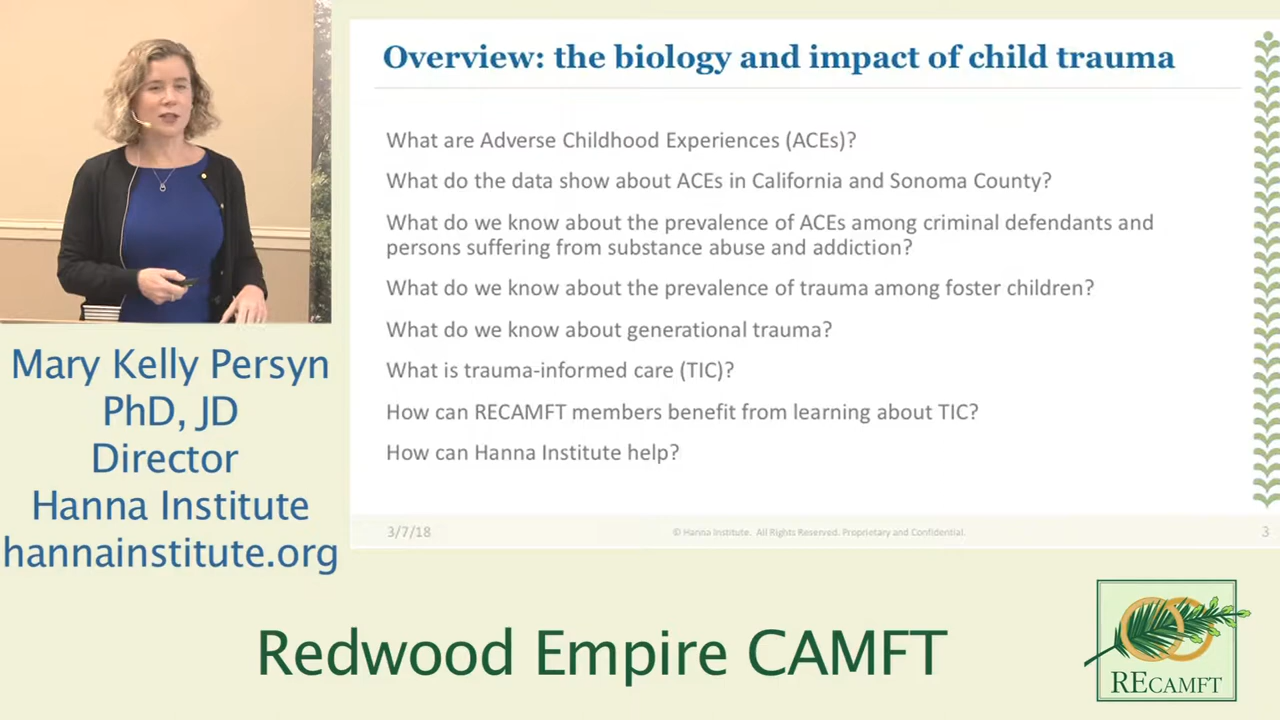 Overview: the biology and impact of child trauma
What are Adverse Childhood Experiences (ACEs)?
What do the data show about ACEs in California and Sonoma County?
What do we know about the prevalence of ACEs among criminal defendants and
persons suffering from substance abuse and addiction?
What do we know about the prevalence of trauma among foster children?
What do we know about generational trauma?
What is trauma-informed care (TIC)?
How can RECAMFT members benefit from learning about TIC?
How can Hanna Institute help?
3/7/18
© Hanna Institute. All Rights Reserved. Proprietary and Confidential.
3
Mary Kelly Persyn
PhD, JD
Director
Hanna Institute
hannainstitute.org
Redwood Empire CAMFT
RECAMFT